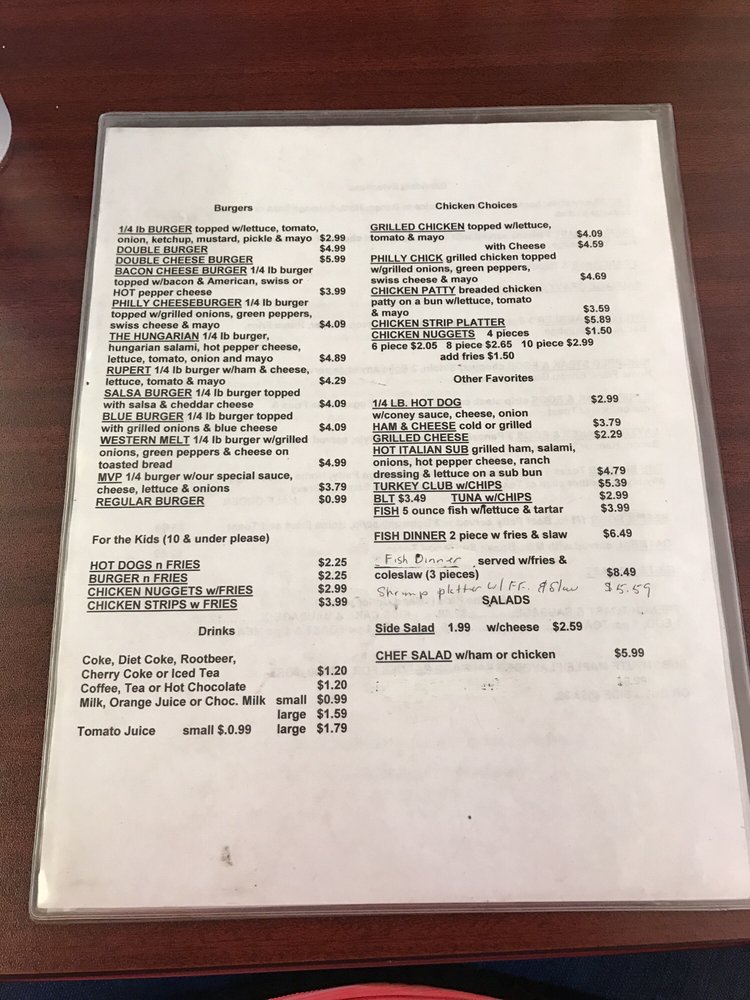 Burgers
1/4 lb BURGER topped w/lettuce, tomato,
onion, ketchup, mustard, pickle & mayo $2.99
DOUBLE BURGER $4.99
DOUBLE CHEESE BURGER $5.99
BACON CHEESE BURGER 1/4 lb burger
topped w/bacon & American, swiss or
HOT pepper cheese $3.99
PHILLY CHEESEBURGER 1/4 lb burger
topped w/grilled onions, green peppers,
swiss cheese & mayo $4.09
THE HUNGARIAN 1/4 lb burger,
hungarian salami, hot pepper cheese,
lettuce, tomato, onion and mayo $4.89
RUPERT 1/4 lb burger w/ham & cheese,
lettuce, tomato & mayo $4.29
SALSA BURGER 1/4 lb burger topped
with salsa & cheddar cheese $4.09
BLUE BURGER 1/4 lb burger topped
with grilled onions & blue cheese $4.09
WESTERN MELT 1/4 lb burger w/grilled
onions, green peppers & cheese on
toasted bread $4.99
MVP 1/4 burger w/our special sauce,
cheese, lettuce & onions $3.79
REGULAR BURGER $0.99
For the Kids (10 & under please)
HOT DOGS n FRIES $2.25
BURGER n FRIES $2.25
CHICKEN NUGGETS w/FRIES $2.99
CHICKEN STRIPS w FRIES $3.99
Drinks
Coke, Diet Coke, Rootbeer,
Cherry Coke or Iced Tea $1.20
Coffee, Tea or Hot Chocolate $1.20
Milk, Orange Juice or Choc. Milk small $0.99
large $1.59
Tomato Juice small $.0.99 large $1.79
Chicken Choices
GRILLED CHICKEN topped w/lettuce,
tomato & mayo $4.09
with Cheese $4.59
PHILLY CHICK grilled chicken topped
w/grilled onions, green peppers,
swiss cheese & mayo $4.69
CHICKEN PATTY breaded chicken
patty on a bun w/lettuce, tomato
& mayo $3.59
CHICKEN STRIP PLATTER $5.89
CHICKEN NUGGETS 4 pieces $1.50
6 piece $2.05 8 piece $2.65 10 piece $2.99
add fries $1.50
Other Favorites
1/4 LB. HOT DOG $2.99
w/coney sauce, cheese, onion
HAM & CHEESE cold or grilled $3.79
GRILLED CHEESE $2.29
HOT ITALIAN SUB grilled ham, salami,
onions, hot pepper cheese, ranch
dressing & lettuce on a sub bun $4.79
TURKEY CLUB w/CHIPS $5.39
BLT $3.49 TUNA w/CHIPS $2.99
FISH 5 ounce fish w/lettuce & tartar $3.99
FISH DINNER 2 piece w fries & slaw $6.49
Fish Dinner served w/fries &
coleslaw (3 pieces) $8.49
Shrimp platter w/ FF. & Slaw $5.59
SALADS
Side Salad 1.99 w/cheese $2.59
CHEF SALAD w/ham or chicken $5.99